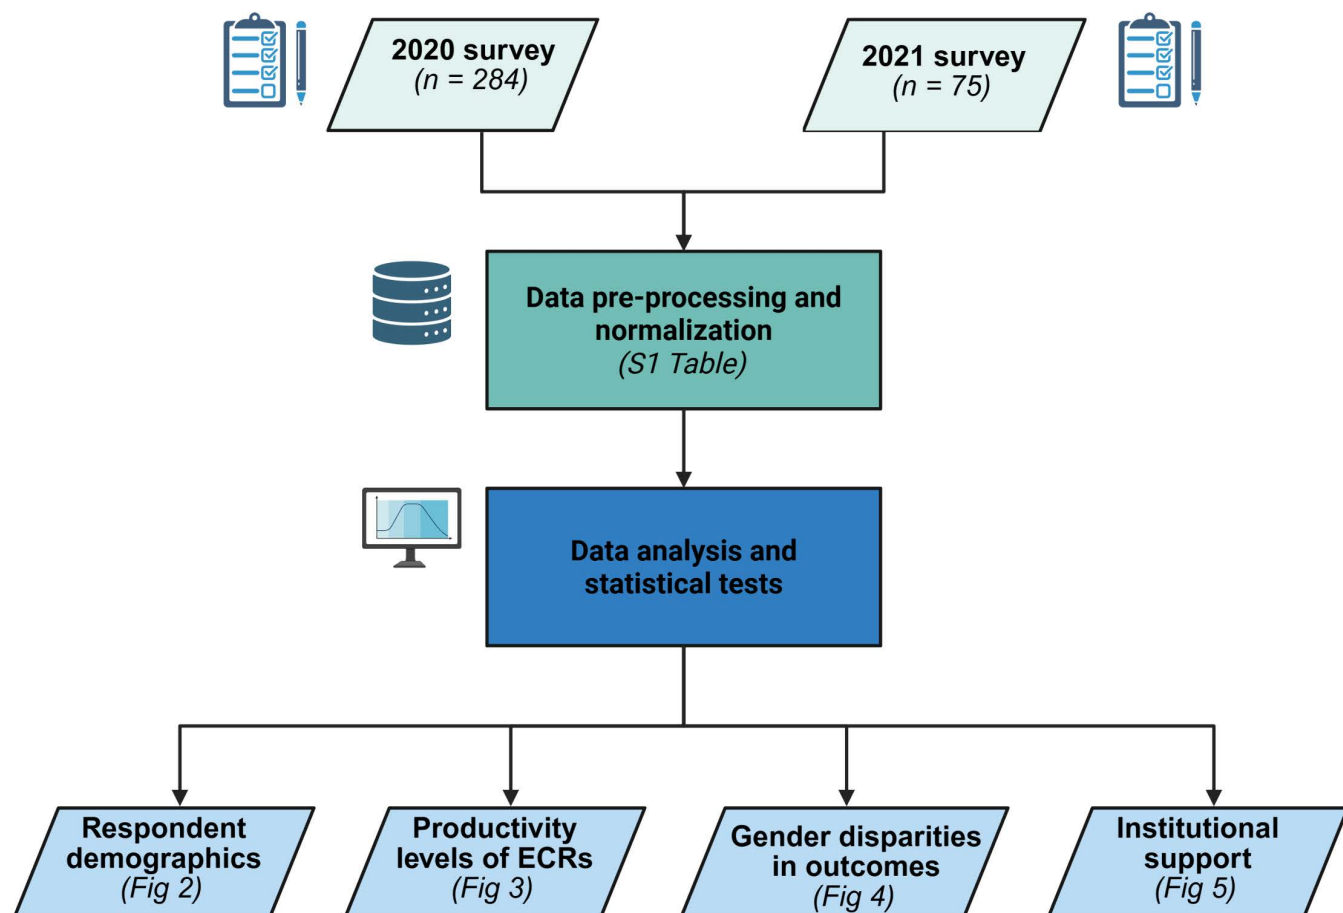 2020 survey
(n = 284)
2021 survey
(n = 75)
Data pre-processing and
normalization
(S1 Table)
Data analysis and
statistical tests
Respondent
demographics
(Fig 2)
Productivity
levels of ECRs
(Fig 3)
Gender disparities
in outcomes
(Fig 4)
Institutional
support
(Fig 5)